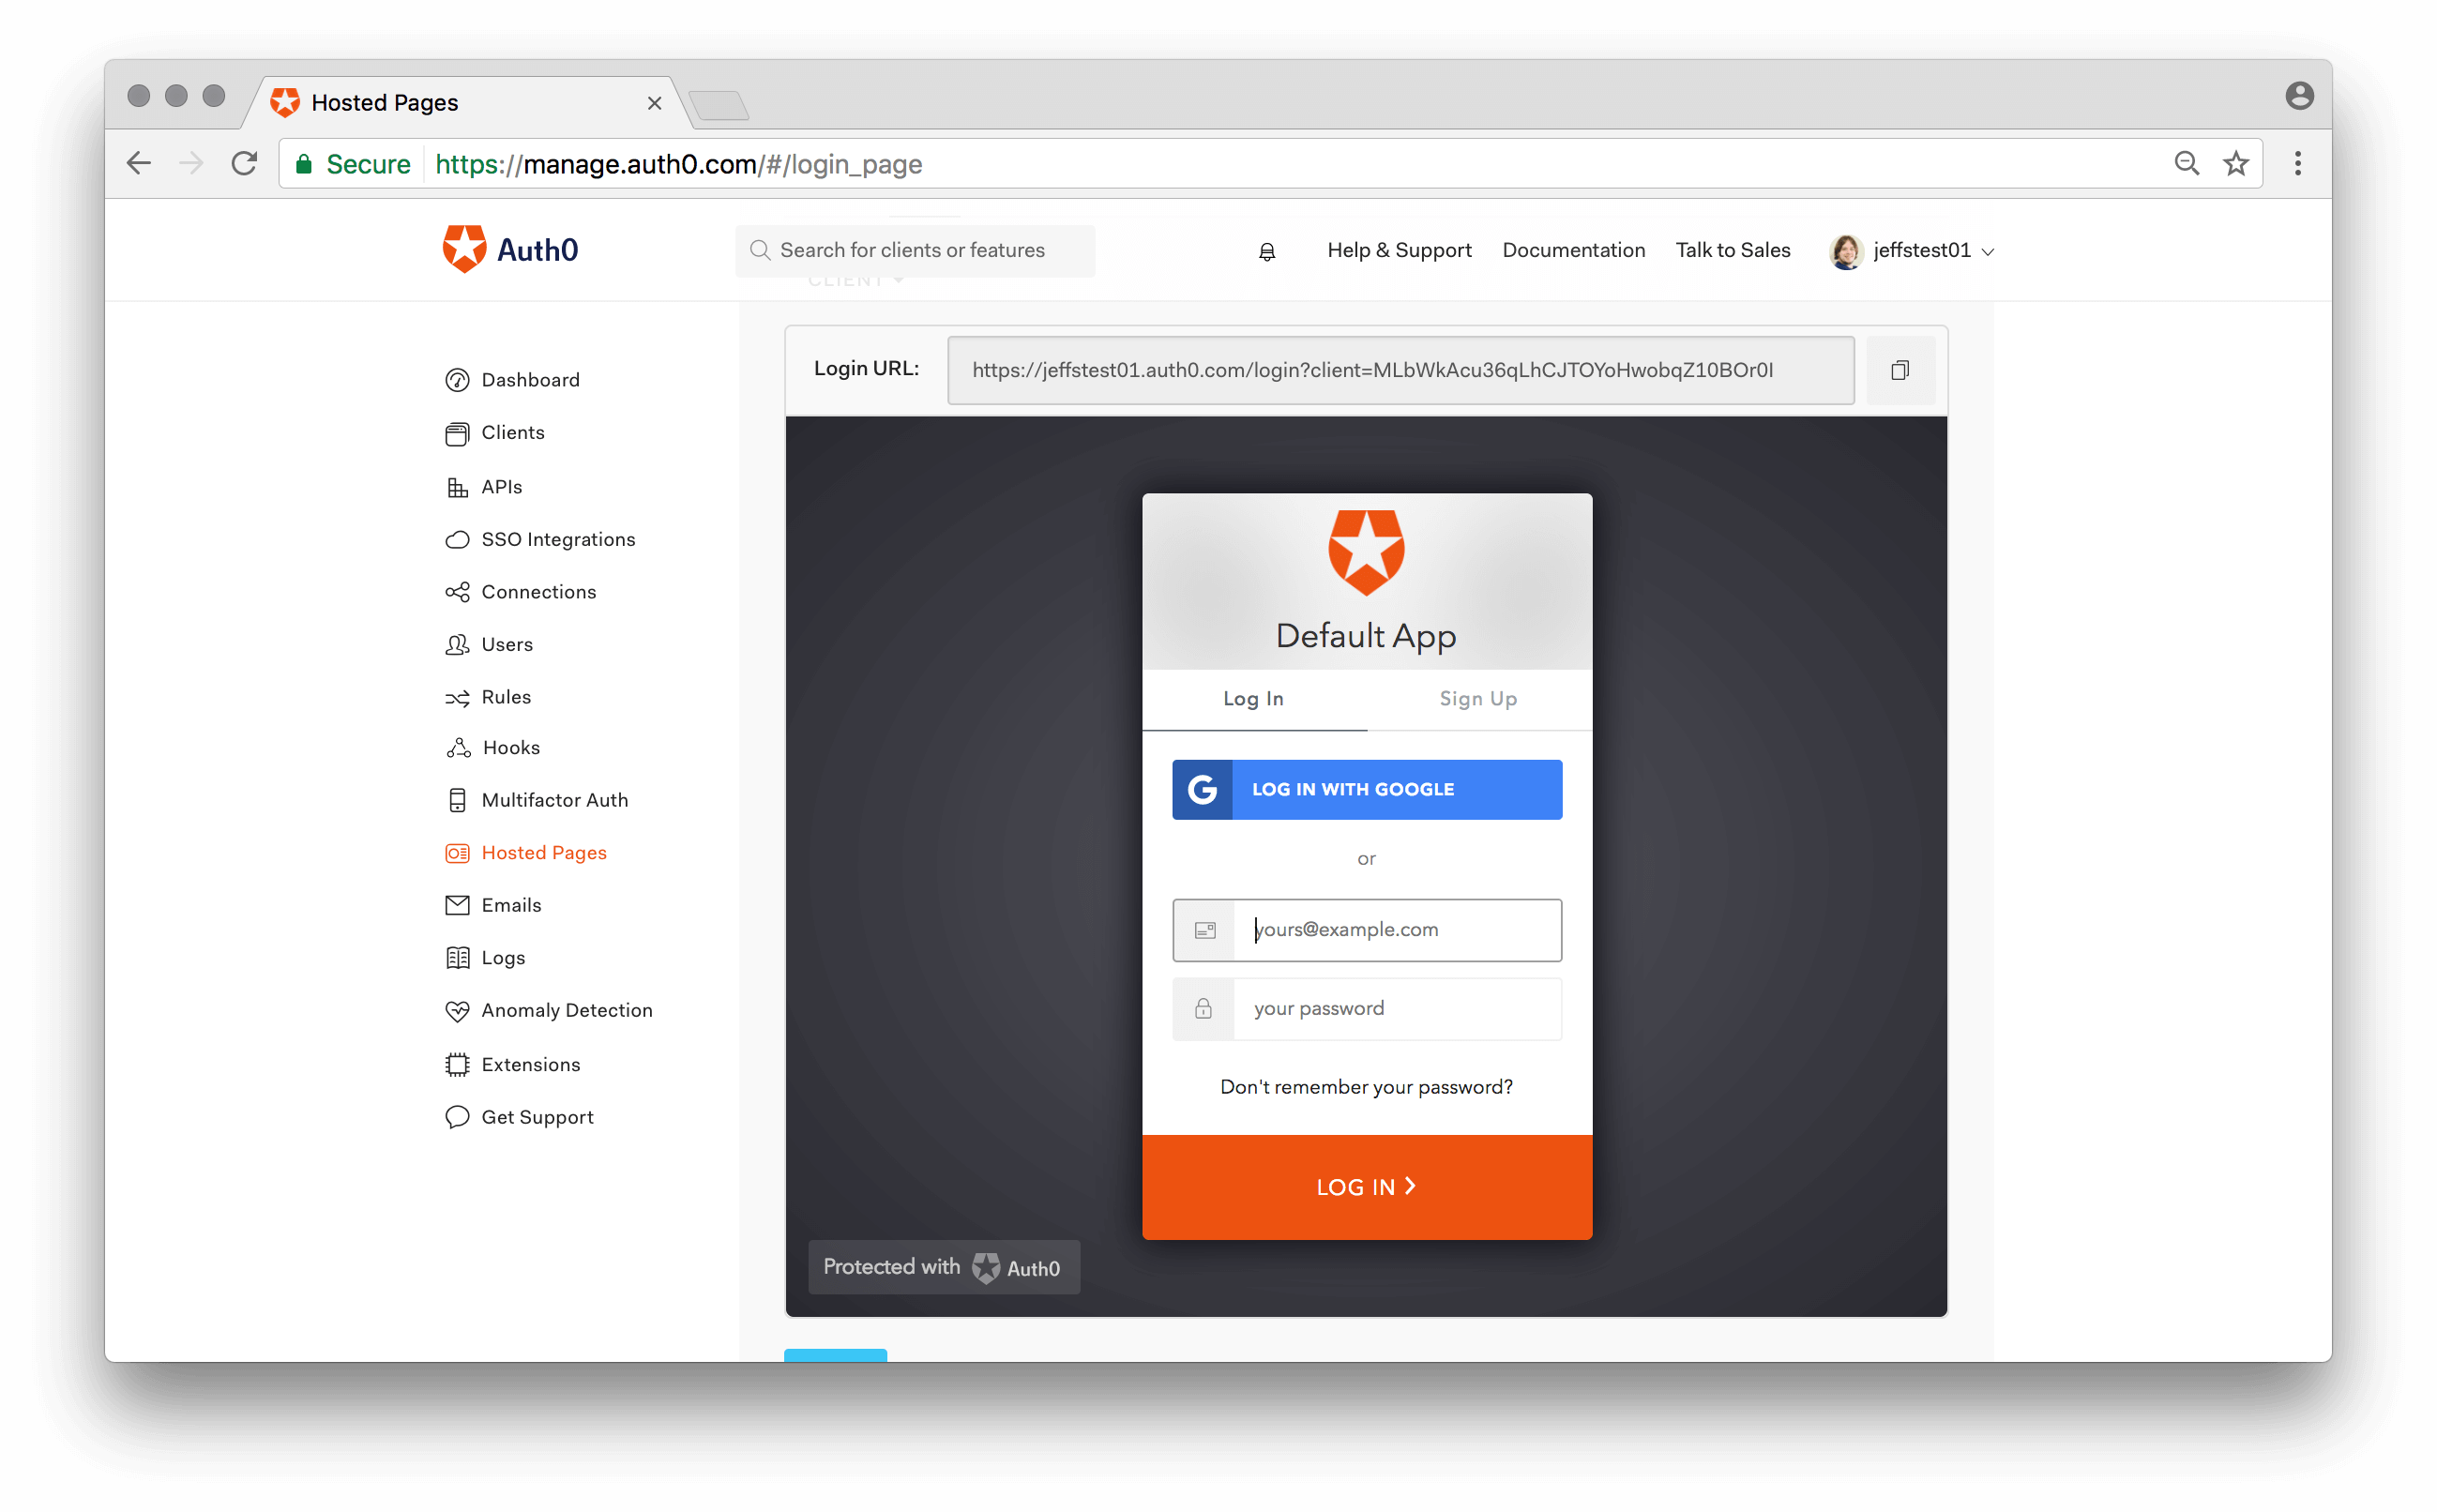 Hosted Pages
Secure https://manage.auth0.com/#/login_page
Auth0
Search for clients or features
Help & Support
Documentation
Talk to Sales
jeffstest01
CLIENT
Dashboard
Clients
APIs
SSO Integrations
Connections
Users
Rules
Hooks
Multifactor Auth
Hosted Pages
Emails
Logs
Anomaly Detection
Extensions
Get Support
Login URL:
https://jeffstest01.auth0.com/login?client=MLbWkAcu36qLhCJTOYoHwobqZ10BOr0I
Default App
Log In
Sign Up
LOG IN WITH GOOGLE
or
yours@example.com
your password
Don't remember your password?
LOG IN
Protected with Auth0